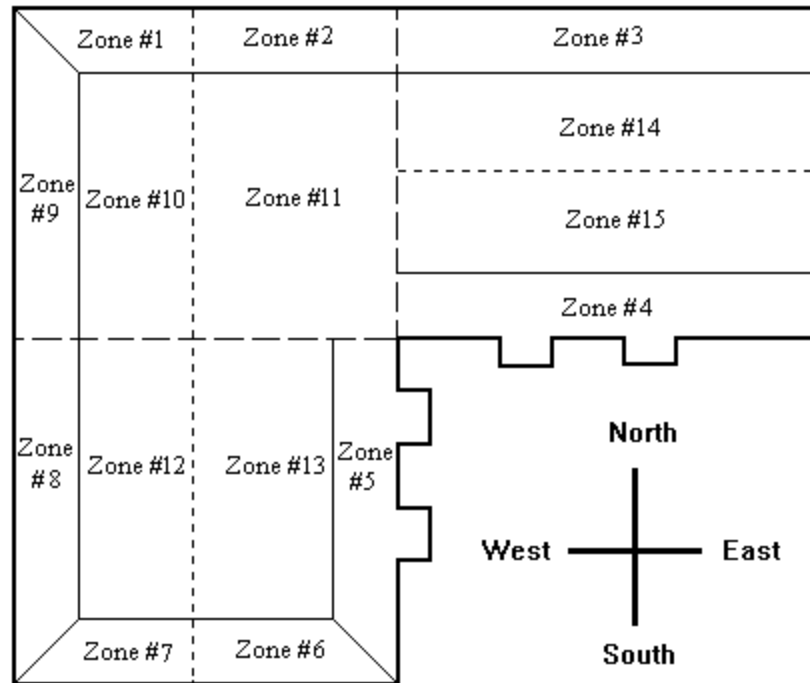 Zone #1
Zone #2
Zone #3
Zone #14
Zone
#9
Zone #10
Zone #11
Zone #15
Zone #4
Zone
#8
Zone #12
Zone #13
Zone
#5
North
West
East
South
Zone #7
Zone #6